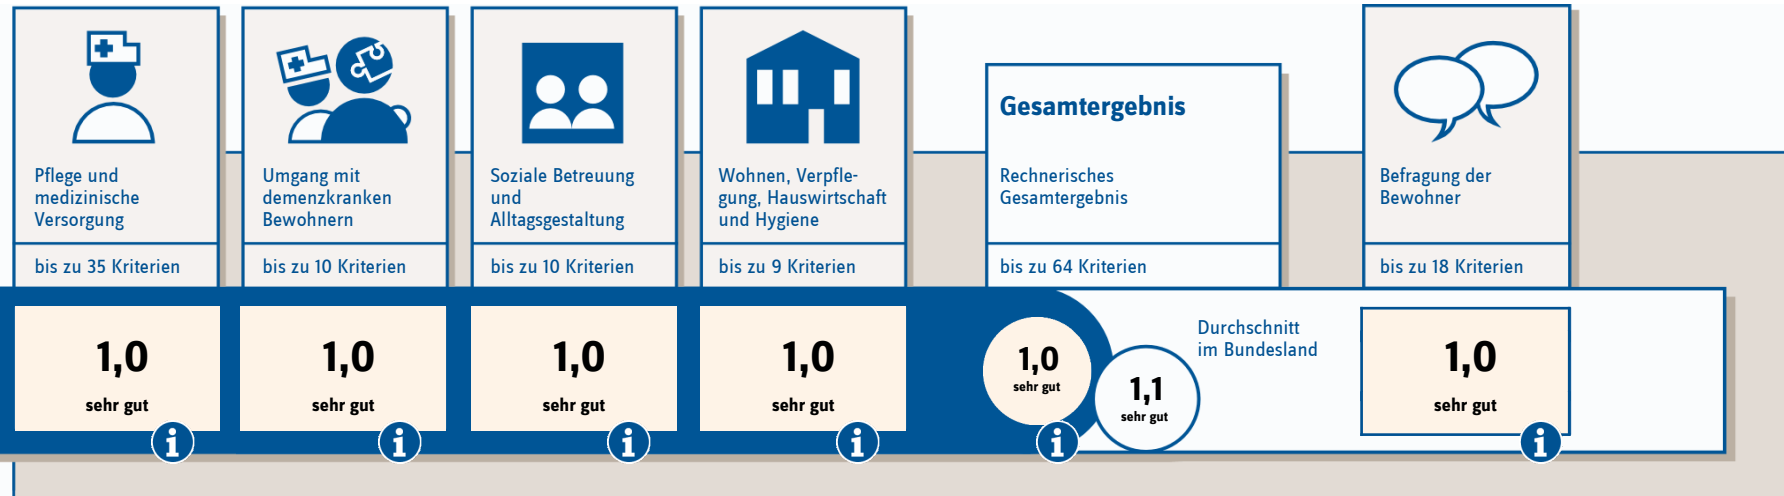 Pflege und
medizinische
Versorgung
bis zu 35 Kriterien
1,0
sehr gut
i
Umgang mit
demenzkranken
Bewohnern
bis zu 10 Kriterien
1,0
sehr gut
i
Soziale Betreuung
und
Alltagsgestaltung
bis zu 10 Kriterien
1,0
sehr gut
i
Wohnen, Verpfle-
gung, Hauswirtschaft
und Hygiene
bis zu 9 Kriterien
1,0
sehr gut
i
Gesamtergebnis
Rechnerisches
Gesamtergebnis
bis zu 64 Kriterien
1,0
sehr gut
i
1,1
sehr gut
Durchschnitt
im Bundesland
Befragung der
Bewohner
bis zu 18 Kriterien
1,0
sehr gut
i